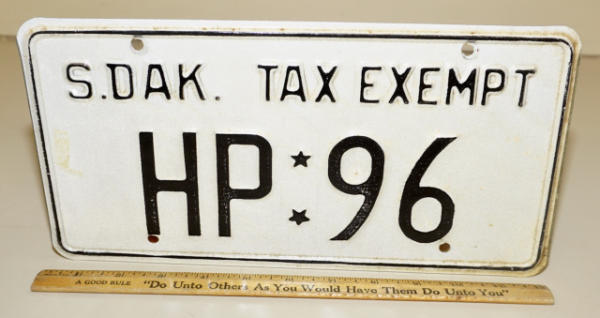 S.DAK. TAX EXEMPT
HP 96
A GOOD RULE "Do Unto Others As You Would Have Them Do Unto You"